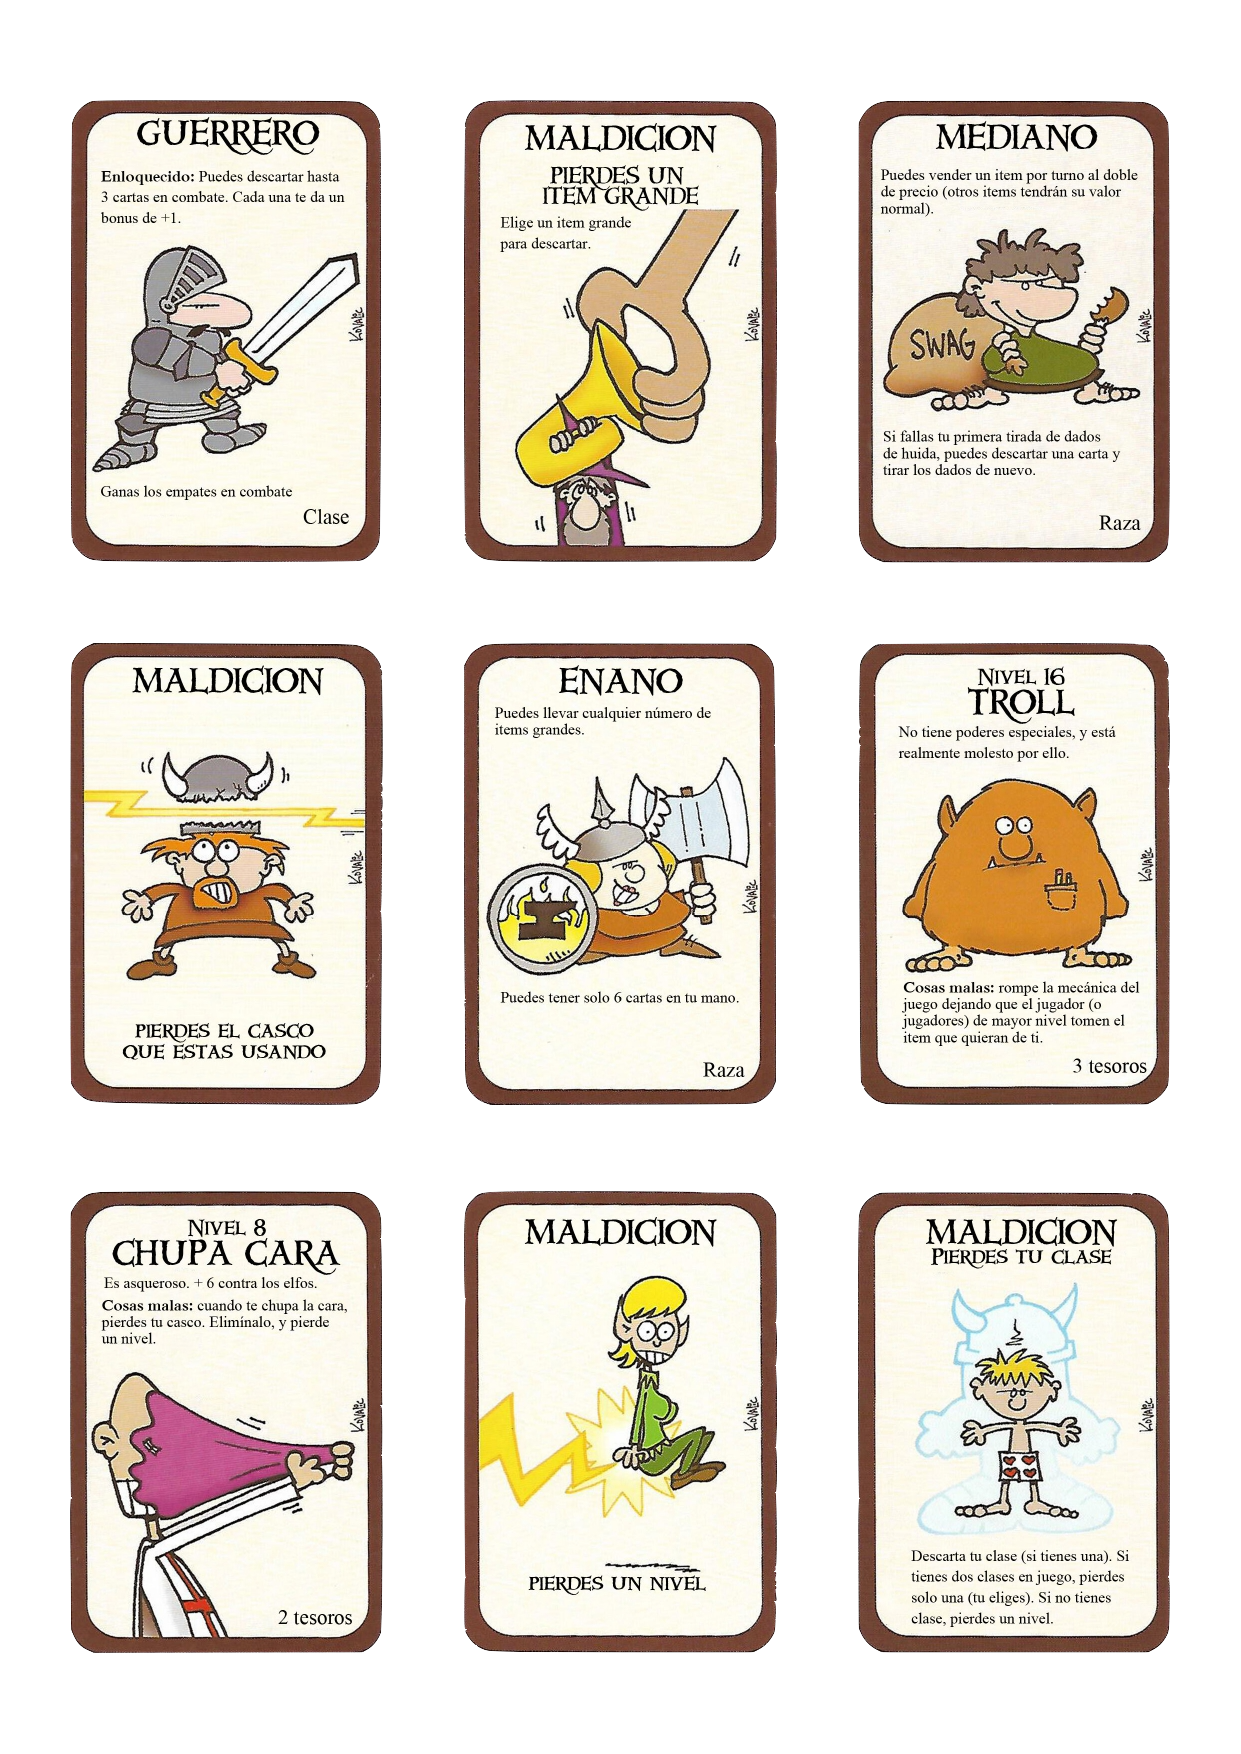 GUERRERO
Enloquecido: Puedes descartar hasta
3 cartas en combate. Cada una te da un
bonus de +1.
Kovalic
Ganas los empates en combate
Clase
MALDICION
PIERDES UN
ITEM GRANDE
Elige un item grande
para descartar.
Kovalic
MEDIANO
Puedes vender un item por turno al doble
de precio (otros items tendrán su valor
normal).
SWAG
Kovalic
Si fallas tu primera tirada de dados
de huida, puedes descartar una carta y
tirar los dados de nuevo.
Raza
MALDICION
Kovalic
PIERDES EL CASCO
QUE ESTAS USANDO
ENANO
Puedes llevar cualquier número de
items grandes.
Kovalic
Puedes tener solo 6 cartas en tu mano.
Raza
NIVEL 16
TROLL
No tiene poderes especiales, y está
realmente molesto por ello.
Kovalic
Cosas malas: rompe la mecánica del
juego dejando que el jugador (o
jugadores) de mayor nivel tomen el
item que quieran de ti.
3 tesoros
NIVEL 8
CHUPA CARA
Es asqueroso. + 6 contra los elfos.
Cosas malas: cuando te chupa la cara,
pierdes tu casco. Elimínalo, y pierde
un nivel.
Kovalic
2 tesoros
MALDICION
Kovalic
PIERDES UN NIVEL
MALDICION
PIERDES TU CLASE
Kovalic
Descarta tu clase (si tienes una). Si
tienes dos clases en juego, pierdes
solo una (tu eliges). Si no tienes
clase, pierdes un nivel.